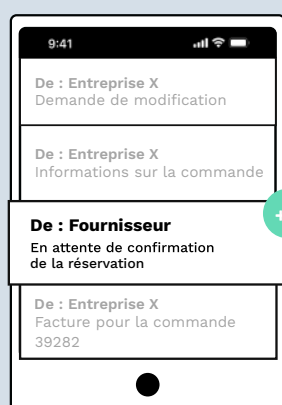 9:41
De : Entreprise X
Demande de modification
De : Entreprise X
Informations sur la commande
De : Fournisseur
En attente de confirmation
de la réservation
De : Entreprise X
Facture pour la commande
39282